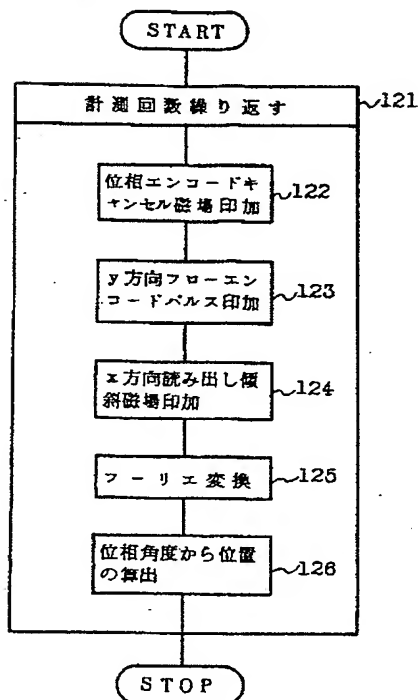 START
計測回数繰り返す
121
位相エンコードキ
ャンセル磁場印加
122
y方向フローエン
コードパルス印加
123
x方向読み出し傾
斜磁場印加
124
フーリエ変換
125
位相角度から位置
の算出
126
STOP